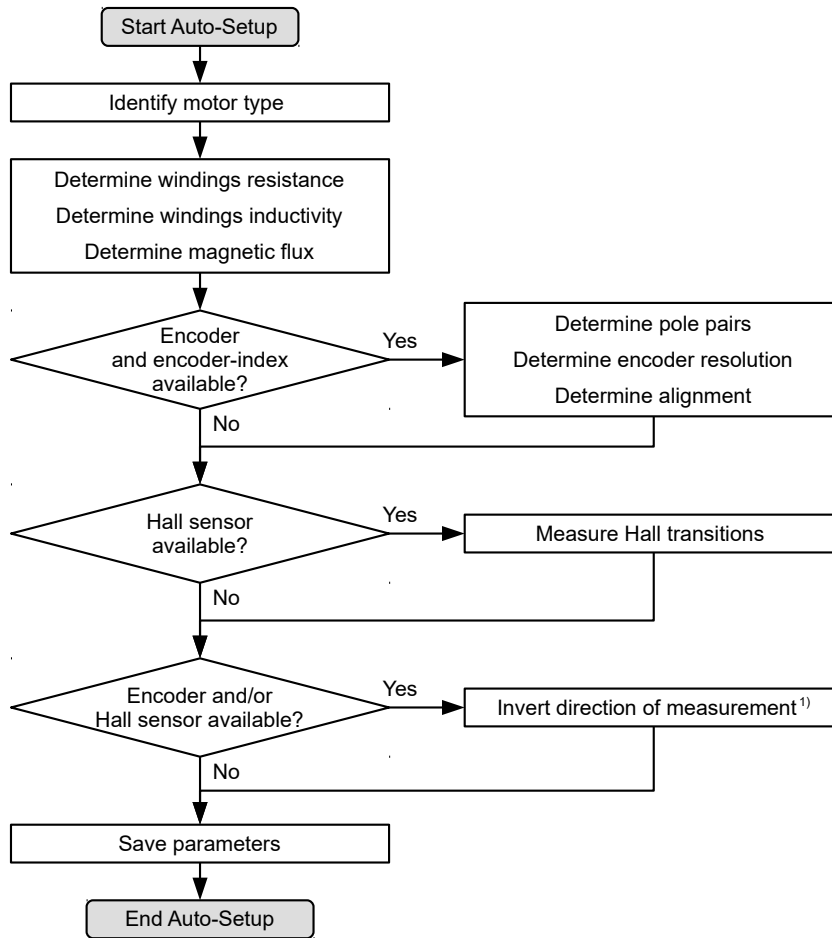 Start Auto-Setup
Identify motor type
Determine windings resistance
Determine windings inductivity
Determine magnetic flux
Encoder
and encoder-index
available?
Yes
Determine pole pairs
Determine encoder resolution
Determine alignment
No
Hall sensor
available?
Yes
Measure Hall transitions
No
Encoder and/or
Hall sensor available?
Yes
Invert direction of measurement 1)
No
Save parameters
End Auto-Setup